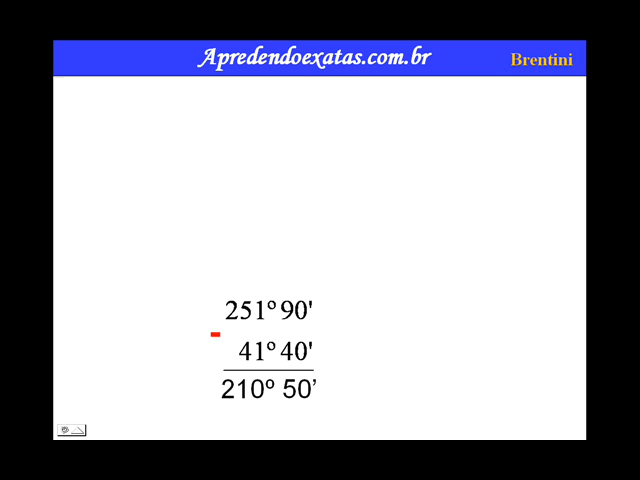 Apredendoexatas.com.br
Brentini
251º 90'
-
41º 40'
210º 50’